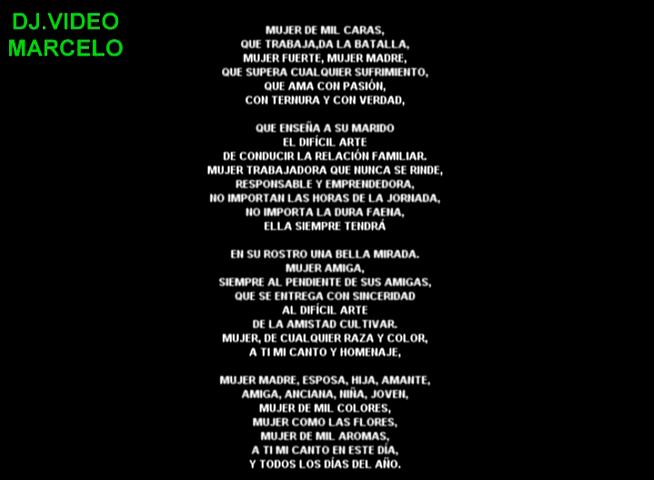 DJ.VIDEO
MARCELO
MUJER DE MIL CARAS,
QUE TRABAJA,DA LA BATALLA,
MUJER FUERTE, MUJER MADRE,
QUE SUPERA CUALQUIER SUFRIMIENTO,
QUE AMA CON PASIÓN,
CON TERNURA Y CON VERDAD,
QUE ENSEÑA A SU MARIDO
EL DIFÍCIL ARTE
DE CONDUCIR LA RELACIÓN FAMILIAR.
MUJER TRABAJADORA QUE NUNCA SE RINDE,
RESPONSABLE Y EMPRENDEDORA,
NO IMPORTAN LAS HORAS DE LA JORNADA,
NO IMPORTA LA DURA FAENA,
ELLA SIEMPRE TENDRÁ
EN SU ROSTRO UNA BELLA MIRADA.
MUJER AMIGA,
SIEMPRE AL PENDIENTE DE SUS AMIGAS,
QUE SE ENTREGA CON SINCERIDAD
AL DIFÍCIL ARTE
DE LA AMISTAD CULTIVAR.
MUJER, DE CUALQUIER RAZA Y COLOR,
A TI MI CANTO Y HOMENAJE,
MUJER MADRE, ESPOSA, HIJA, AMANTE,
AMIGA, ANCIANA, NIÑA, JOVEN,
MUJER DE MIL COLORES,
MUJER COMO LAS FLORES,
MUJER DE MIL AROMAS,
A TI MI CANTO EN ESTE DÍA,
Y TODOS LOS DÍAS DEL AÑO.